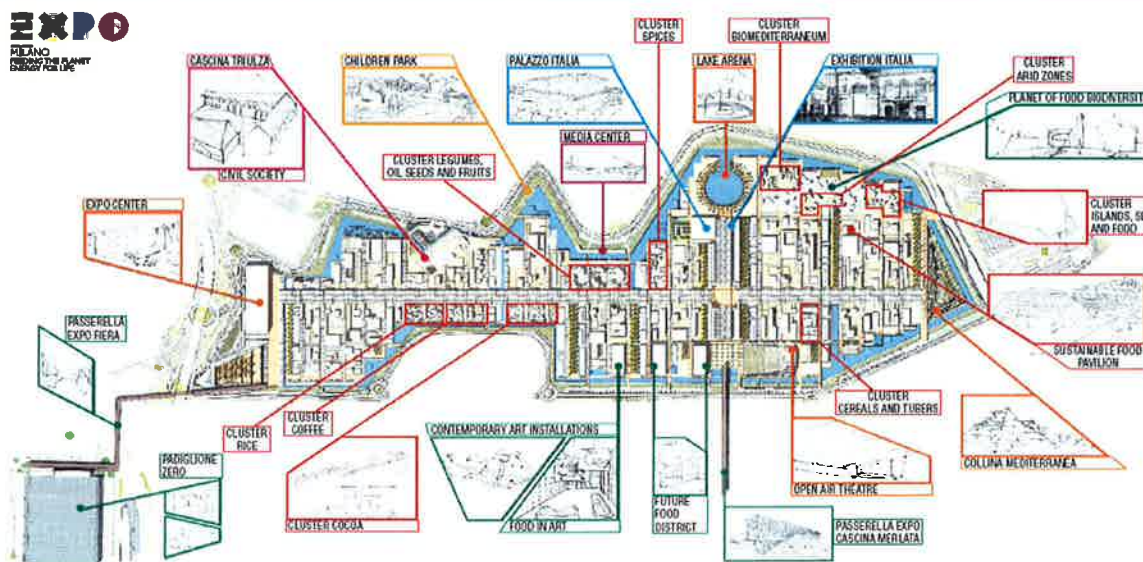 EXPO
MILANO
FEEDING THE PLANET
ENERGY FOR LIFE
CASCINA TRIULZA
CIVIL SOCIETY
CHILDREN PARK
PALAZZO ITALIA
CLUSTER
SPICES
LAKE ARENA
CLUSTER
BIOMEDITERRANEUM
EXHIBITION ITALIA
CLUSTER
ARID ZONES
PLANET OF FOOD BIODIVERSIT
MEDIA CENTER
CLUSTER LEGUMES,
OIL SEEDS AND FRUITS
EXPO CENTER
CLUSTER
ISLANDS, SE
AND FOOD
PASSERELLA
EXPO FIERA
SUSTAINABLE FOOD
PAVILION
CLUSTER
RICE
CLUSTER
COFFEE
CLUSTER
CEREALS AND TUBERS
CONTEMPORARY ART INSTALLATIONS
PADIGLIONE
ZERO
COLLINA MEDITERRANEA
OPEN AIR THEATRE
CLUSTER COCOA
FOOD IN ART
FUTURE
FOOD
DISTRICT
PASSERELLA EXPO
CASCINA MERLATA